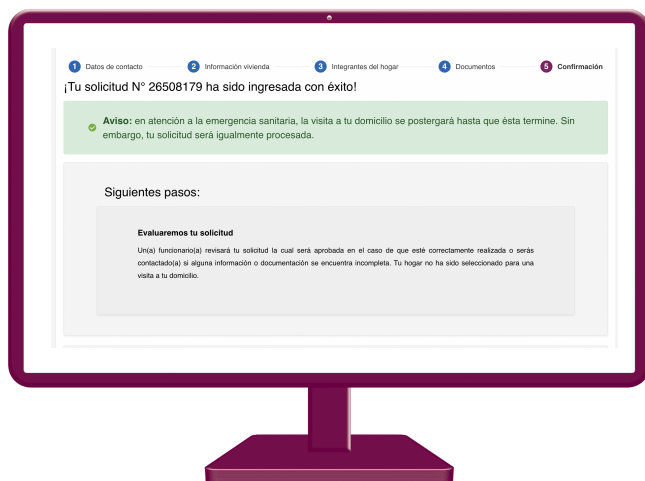 1 Datos de contacto 2 Información vivienda 3 Integrantes del hogar 4 Documentos 5 Confirmación
¡Tu solicitud N° 26508179 ha sido ingresada con éxito!
Aviso: en atención a la emergencia sanitaria, la visita a tu domicilio se postergará hasta que ésta termine. Sin
embargo, tu solicitud será igualmente procesada.
Siguientes pasos:
Evaluaremos tu solicitud
Un(a) funcionario(a) revisará tu solicitud la cual será aprobada en el caso de que esté correctamente realizada o serás
contactado(a) si alguna información o documentación se encuentra incompleta. Tu hogar no ha sido seleccionado para una
visita a tu domicilio.